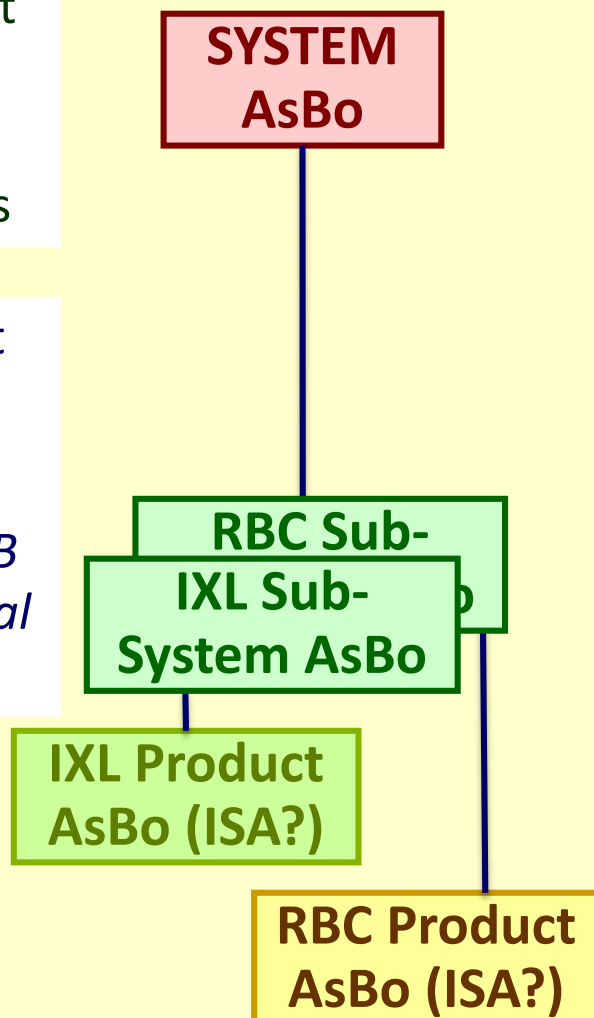 SYSTEM
AsBo
RBC Sub-
IXL Sub-
System AsBo
IXL Product
AsBo (ISA?)
RBC Product
AsBo (ISA?)